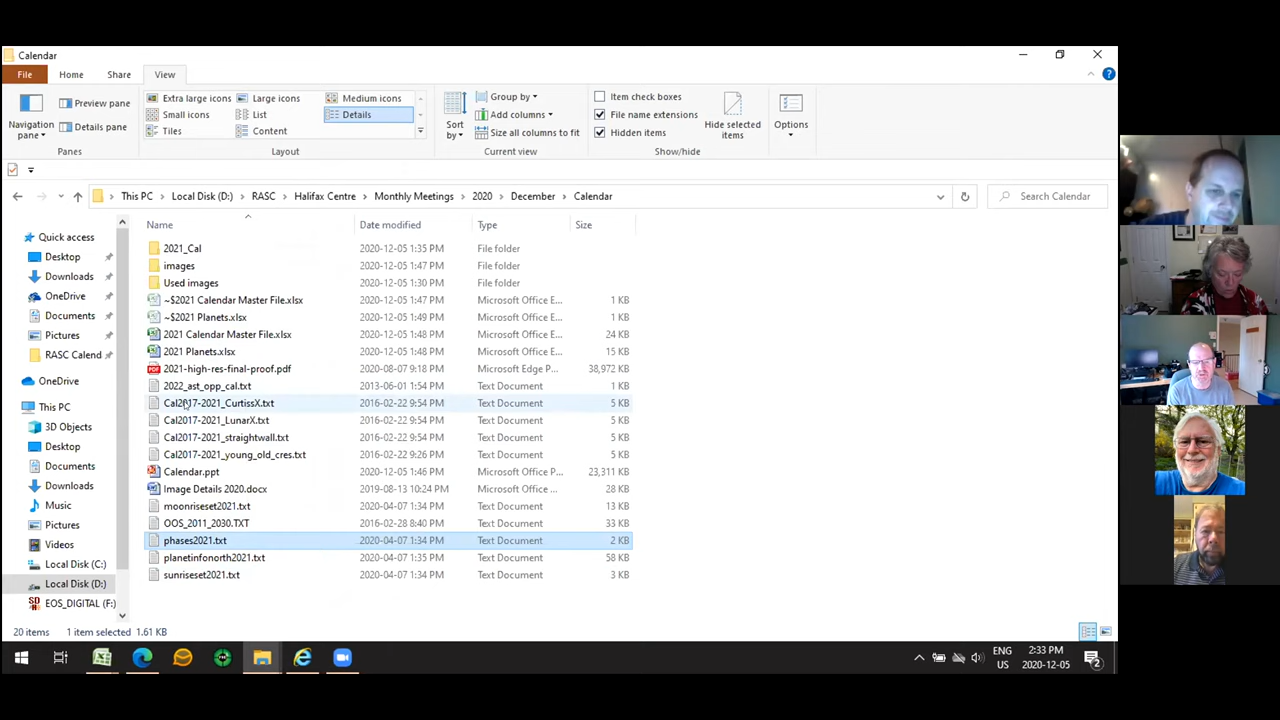 Calendar
File Home Share View
Navigation pane
Preview pane
Details pane
Panes
Extra large icons Large icons Medium icons
Small icons List Details
Tiles Content
Layout
Sort by
Group by
Add columns
Size all columns to fit
Current view
Item check boxes
File name extensions
Hidden items
Hide selected items
Show/hide
Options
This PC > Local Disk (D:) > RASC > Halifax Centre > Monthly Meetings > 2020 > December > Calendar
Search Calendar
Quick access
Desktop
Downloads
OneDrive
Documents
Pictures
RASC Calend
OneDrive
This PC
3D Objects
Desktop
Documents
Downloads
Music
Pictures
Videos
Local Disk (C:)
Local Disk (D:)
EOS_DIGITAL (F:)
Name Date modified Type Size
2021_Cal 2020-12-05 1:35 PM File folder
images 2020-12-05 1:47 PM File folder
Used images 2020-12-05 1:30 PM File folder
~$2021 Calendar Master File.xlsx 2020-12-05 1:47 PM Microsoft Office E... 1 KB
~$2021 Planets.xlsx 2020-12-05 1:49 PM Microsoft Office E... 1 KB
2021 Calendar Master File.xlsx 2020-12-05 1:48 PM Microsoft Office E... 24 KB
2021 Planets.xlsx 2020-12-05 1:48 PM Microsoft Office E... 15 KB
2021-high-res-final-proof.pdf 2020-08-07 9:18 PM Microsoft Edge P... 38,972 KB
2022_ast_opp_cal.txt 2013-06-01 1:54 PM Text Document 1 KB
Cal2017-2021_CurtissX.txt 2016-02-22 9:54 PM Text Document 5 KB
Cal2017-2021_LunarX.txt 2016-02-22 9:54 PM Text Document 5 KB
Cal2017-2021_straightwall.txt 2016-02-22 9:54 PM Text Document 5 KB
Cal2017-2021_young_old_cres.txt 2016-02-22 9:26 PM Text Document 5 KB
Calendar.ppt 2020-12-05 1:46 PM Microsoft Office P... 23,311 KB
Image Details 2020.docx 2019-08-13 10:24 PM Microsoft Office ... 28 KB
moonriseset2021.txt 2020-04-07 1:34 PM Text Document 13 KB
OOS_2011_2030.TXT 2016-02-28 8:40 PM Text Document 33 KB
phases2021.txt 2020-04-07 1:34 PM Text Document 2 KB
planetinfonorth2021.txt 2020-04-07 1:35 PM Text Document 58 KB
sunriseset2021.txt 2020-04-07 1:34 PM Text Document 3 KB
20 items 1 item selected 1.61 KB
ENG
US
2:33 PM
2020-12-05
2